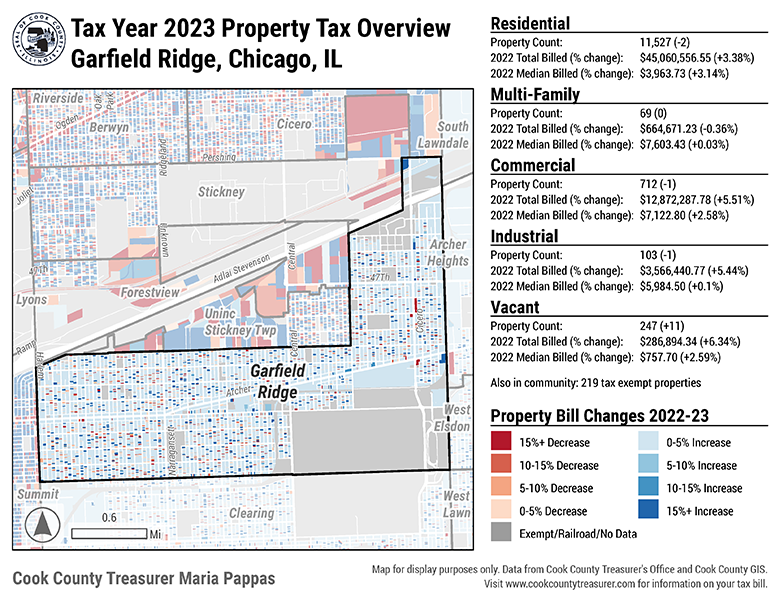 SEAL OF COOK COUNTY
ILLINOIS
Tax Year 2023 Property Tax Overview
Garfield Ridge, Chicago, IL
Riverside
Ogden
Oak Park
Berwyn
Ridgeland
Cicero
South
Lawndale
Pershing
Joliet
Stickney
Unknown
Adlai Stevenson
Central
Archer
Heights
47Th
47Th
Lyons
Forestview
Uninc
Stickney Twp
Cicero
Ramp
Harlem
Central
Garfield
Ridge
Archer
Narragansett
West
Elsdon
Summit
Clearing
West
Lawn
0.6
Mi
Residential
Property Count: 11,527 (-2)
2022 Total Billed (% change): $45,060,556.55 (+3.38%)
2022 Median Billed (% change): $3,963.73 (+3.14%)
Multi-Family
Property Count: 69 (0)
2022 Total Billed (% change): $664,671.23 (-0.36%)
2022 Median Billed (% change): $7,603.43 (+0.03%)
Commercial
Property Count: 712 (-1)
2022 Total Billed (% change): $12,872,287.78 (+5.51%)
2022 Median Billed (% change): $7,122.80 (+2.58%)
Industrial
Property Count: 103 (-1)
2022 Total Billed (% change): $3,566,440.77 (+5.44%)
2022 Median Billed (% change): $5,984.50 (+0.1%)
Vacant
Property Count: 247 (+11)
2022 Total Billed (% change): $286,894.34 (+6.34%)
2022 Median Billed (% change): $757.70 (+2.59%)
Also in community: 219 tax exempt properties
Property Bill Changes 2022-23
15%+ Decrease
0-5% Increase
10-15% Decrease
5-10% Increase
5-10% Decrease
10-15% Increase
0-5% Decrease
15%+ Increase
Exempt/Railroad/No Data
Cook County Treasurer Maria Pappas
Map for display purposes only. Data from Cook County Treasurer's Office and Cook County GIS.
Visit www.cookcountytreasurer.com for information on your tax bill.